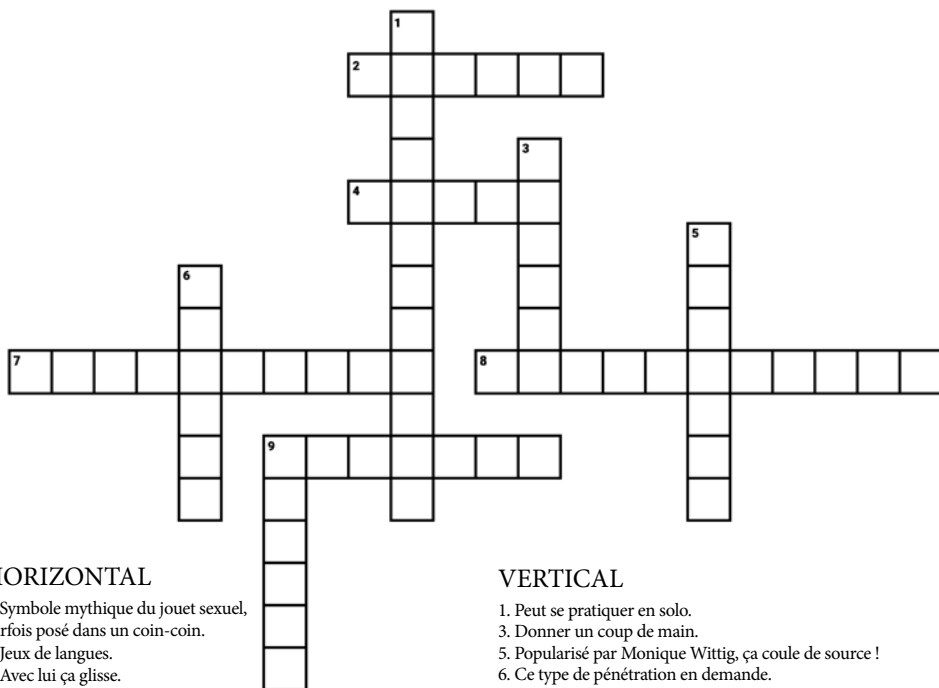 1
2
3
4
5
6
7
8
9
HORIZONTAL
Symbole mythique du jouet sexuel,
posé dans un coin-coin.
Jeux de langues.
Avec lui ça glisse.
VERTICAL
1. Peut se pratiquer en solo.
3. Donner un coup de main.
5. Popularisé par Monique Wittig, ça coule de source !
6. Ce type de pénétration en demande.